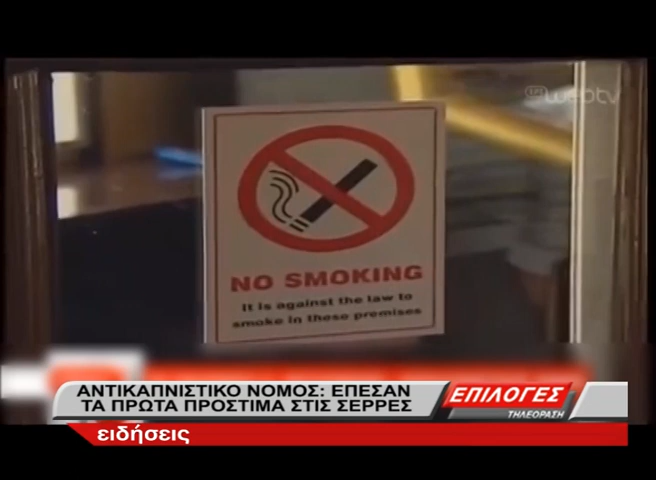 ΕΡΤ webtv
NO SMOKING
It is against the law to
smoke in these premises
ΑΝΤΙΚΑΠΝΙΣΤΙΚΟ ΝΟΜΟΣ: ΕΠΕΣΑΝ
ΤΑ ΠΡΩΤΑ ΠΡΟΣΤΙΜΑ ΣΤΙΣ ΣΕΡΡΕΣ
ΕΠΙΛΟΓΕΣ
ΤΗΛΕΟΡΑΣΗ
ειδήσεις